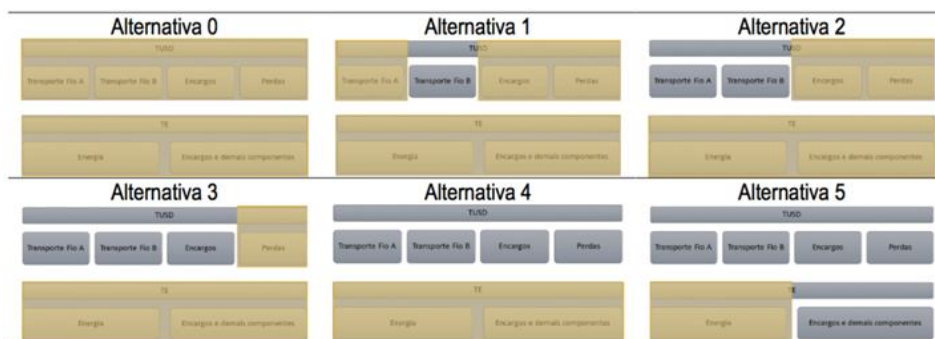 Alternativa 0
Alternativa 1
Alternativa 2
TUSD
TUSD
TUSD
Transporte Fio A
Transporte Fio B
Encargos
Perdas
Transporte Fio A
Transporte Fio B
Encargos
Perdas
Transporte Fio A
Transporte Fio B
Encargos
Perdas
TE
TE
TE
Energia
Encargos e demais componentes
Energia
Encargos e demais componentes
Energia
Encargos e demais componentes
Alternativa 3
Alternativa 4
Alternativa 5
TUSD
TUSD
TUSD
Transporte Fio A
Transporte Fio B
Encargos
Perdas
Transporte Fio A
Transporte Fio B
Encargos
Perdas
Transporte Fio A
Transporte Fio B
Encargos
Perdas
TE
TE
TE
Energia
Encargos e demais componentes
Energia
Encargos e demais componentes
Energia
Encargos e demais componentes